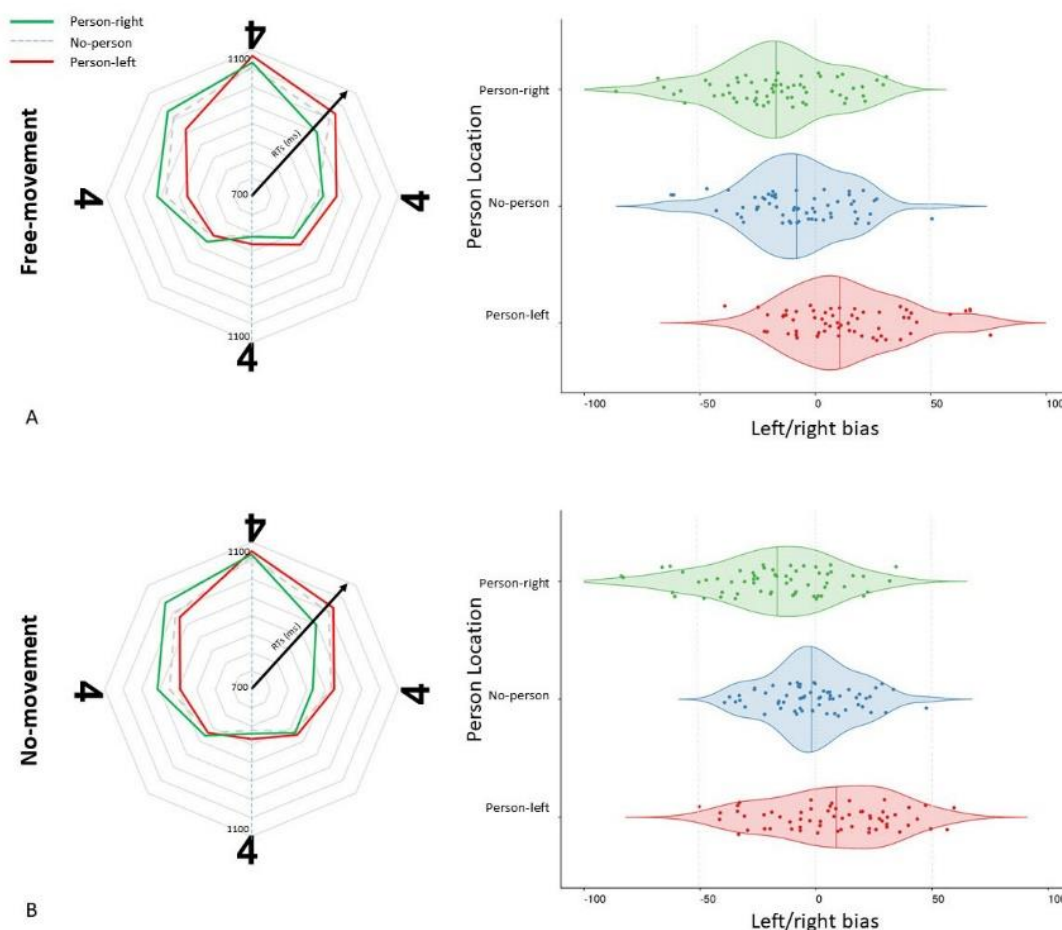 Person-right
No-person
Person-left
Free-movement
4
1100
4
RTs (ms)
700
4
1100
4
A
Person Location
Person-right
No-person
Person-left
-100
-50
0
50
100
Left/right bias
No-movement
4
1100
4
RTs (ms)
700
4
1100
4
B
Person Location
Person-right
No-person
Person-left
-100
-50
0
50
Left/right bias